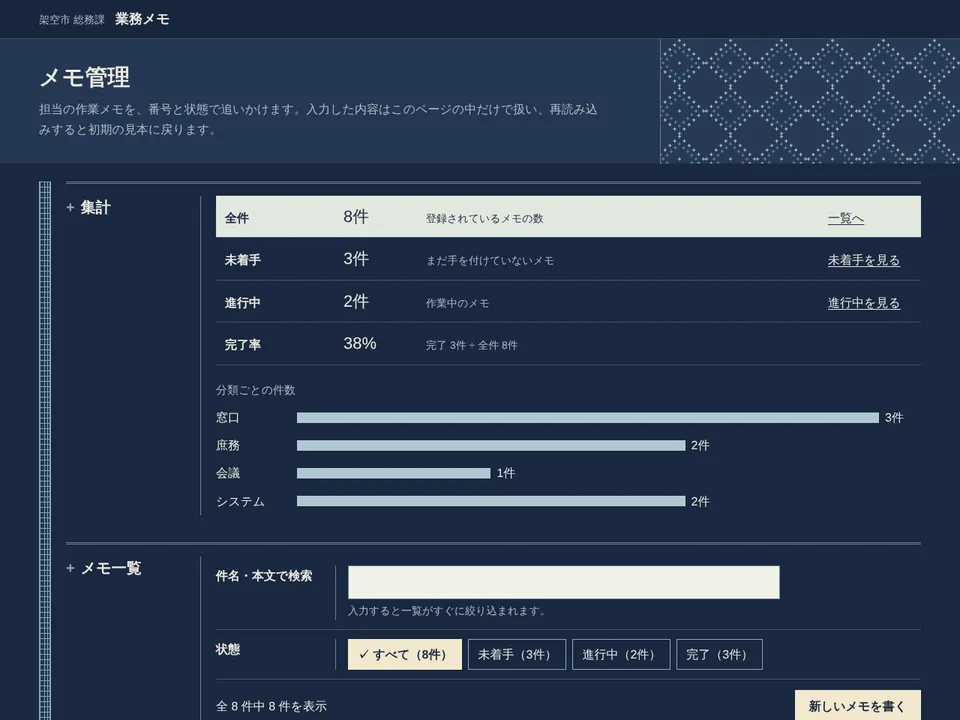 架空市 総務課 業務メモ
メモ管理
担当の作業メモを、番号と状態で追いかけます。入力した内容はこのページの中だけで扱い、再読み込
みすると初期の見本に戻ります。
+ 集計
全件 8件 登録されているメモの数 一覧へ
未着手 3件 まだ手を付けていないメモ 未着手を見る
進行中 2件 作業中のメモ 進行中を見る
完了率 38% 完了 3件 ÷ 全件 8件
分類ごとの件数
窓口 3件
庶務 2件
会議 1件
システム 2件
+ メモ一覧
件名・本文で検索
入力すると一覧がすぐに絞り込まれます。
状態 ✓ すべて（8件） 未着手（3件） 進行中（2件） 完了（3件）
全 8 件中 8 件を表示 新しいメモを書く